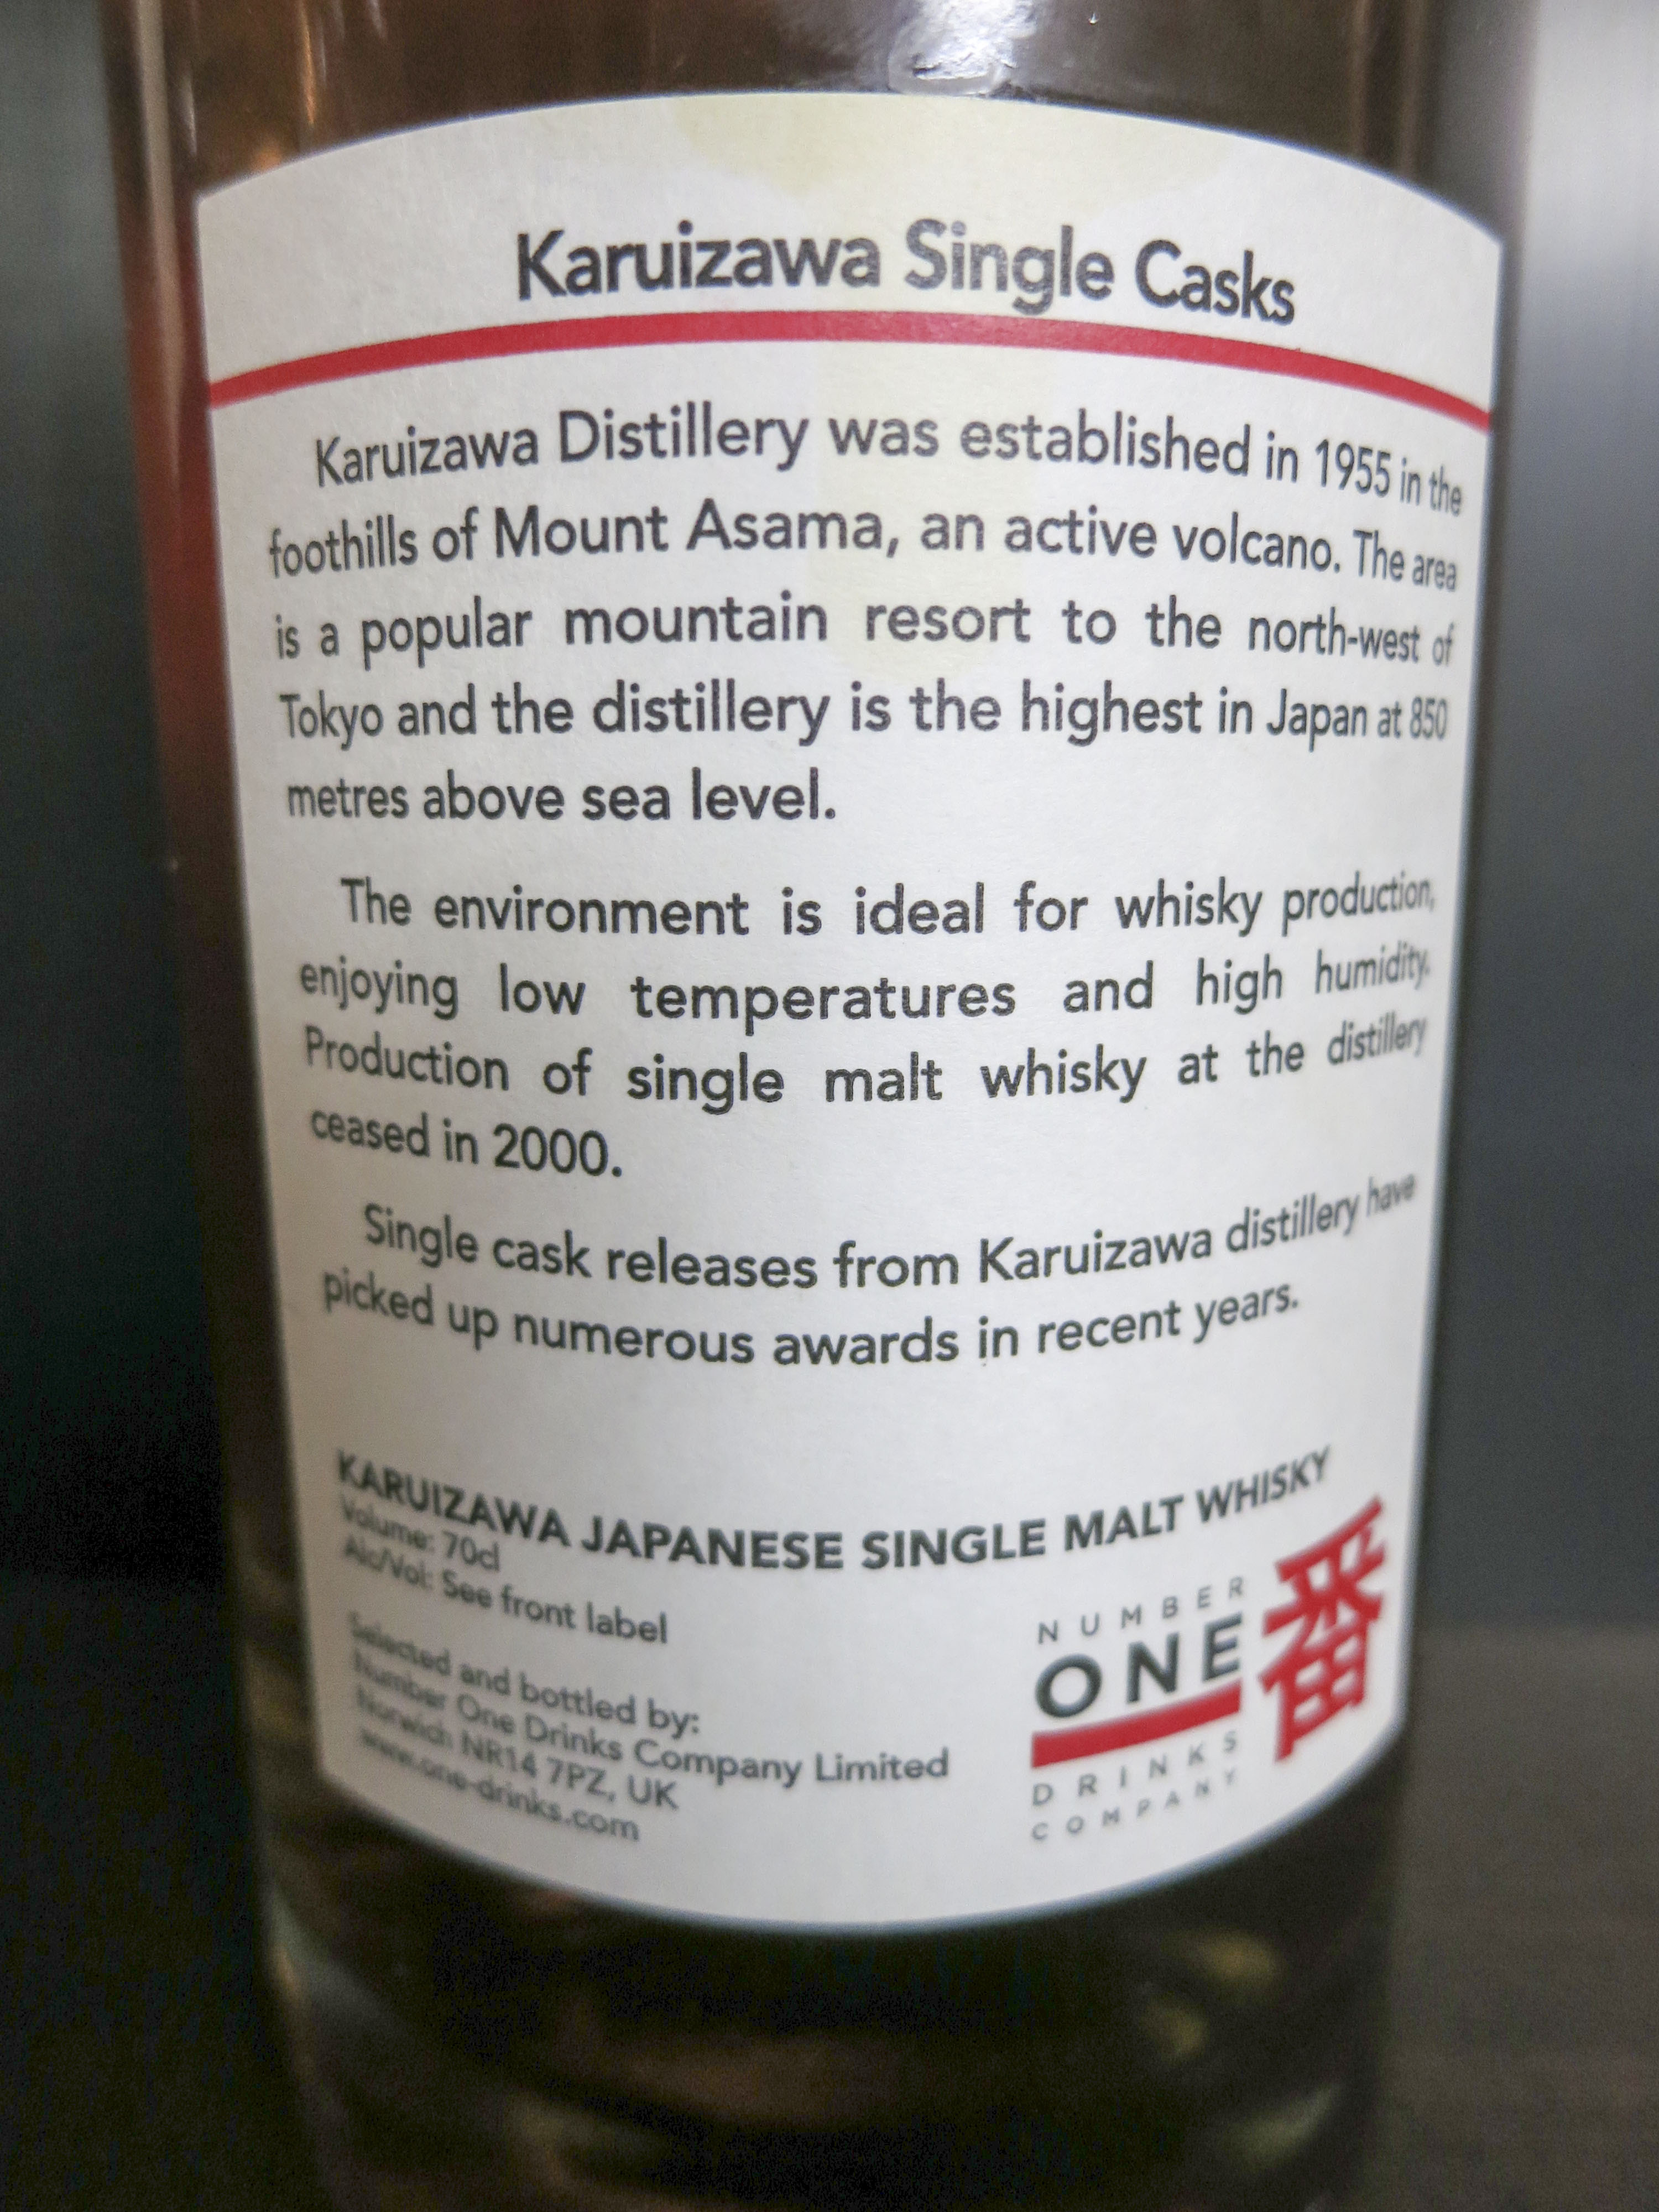 Karuizawa Single Casks
Karuizawa Distillery was established in 1955 in the
foothills of Mount Asama, an active volcano. The area
is a popular mountain resort to the north-west of
Tokyo and the distillery is the highest in Japan at 850
metres above sea level.
The environment is ideal for whisky production,
enjoying low temperatures and high humidity.
Production of single malt whisky at the distillery
ceased in 2000.
Single cask releases from Karuizawa distillery have
picked up numerous awards in recent years.
KARUIZAWA JAPANESE SINGLE MALT WHISKY
Volume: 70cl
Alc/Vol: See front label
Selected and bottled by:
Number One Drinks Company Limited
Norwich NR14 7PZ, UK
www.one-drinks.com
NUMBER
ONE
DRINKS
COMPANY
一番